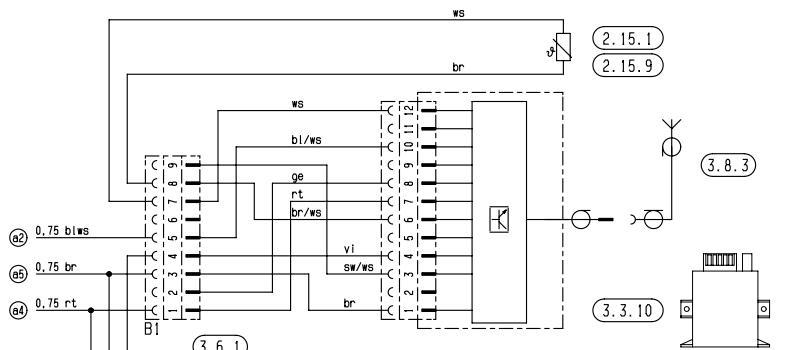 ws
2.15.1
ϑ
2.15.9
br
ws
12
11
bl/ws
10
3.8.3
9
9
ge
8
8
rt
7
7
br/ws
6
6
a2 0,75 blws
5
5
vi
4
4
a5 0,75 br
sw/ws
3
3
2
2
a4 0,75 rt
br
1
1
3.3.10
B1
3.6.1